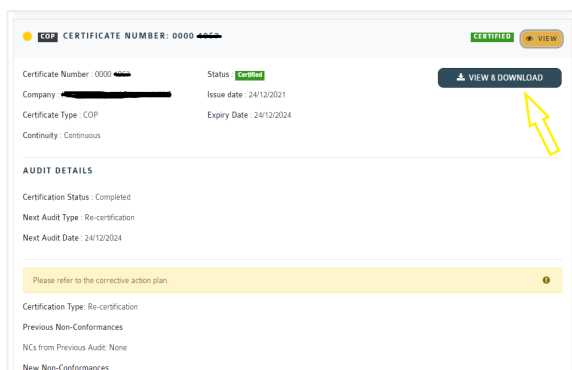 COP CERTIFICATE NUMBER: 0000 CERTIFIED VIEW
Certificate Number : 0000 Status : Certified VIEW & DOWNLOAD
Company : Issue date : 24/12/2021
Certificate Type : COP Expiry Date : 24/12/2024
Continuity : Continuous
AUDIT DETAILS
Certification Status : Completed
Next Audit Type : Re-certification
Next Audit Date : 24/12/2024
Please refer to the corrective action plan.
Certification Type: Re-certification
Previous Non-Conformances
NCs from Previous Audit: None
New Non-Conformances